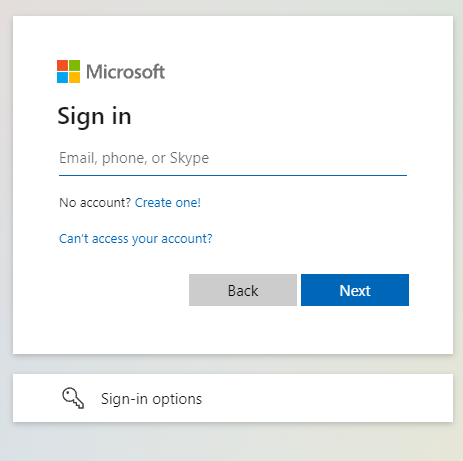 Microsoft
Sign in
Email, phone, or Skype
No account? Create one!
Can't access your account?
Back
Next
Sign-in options